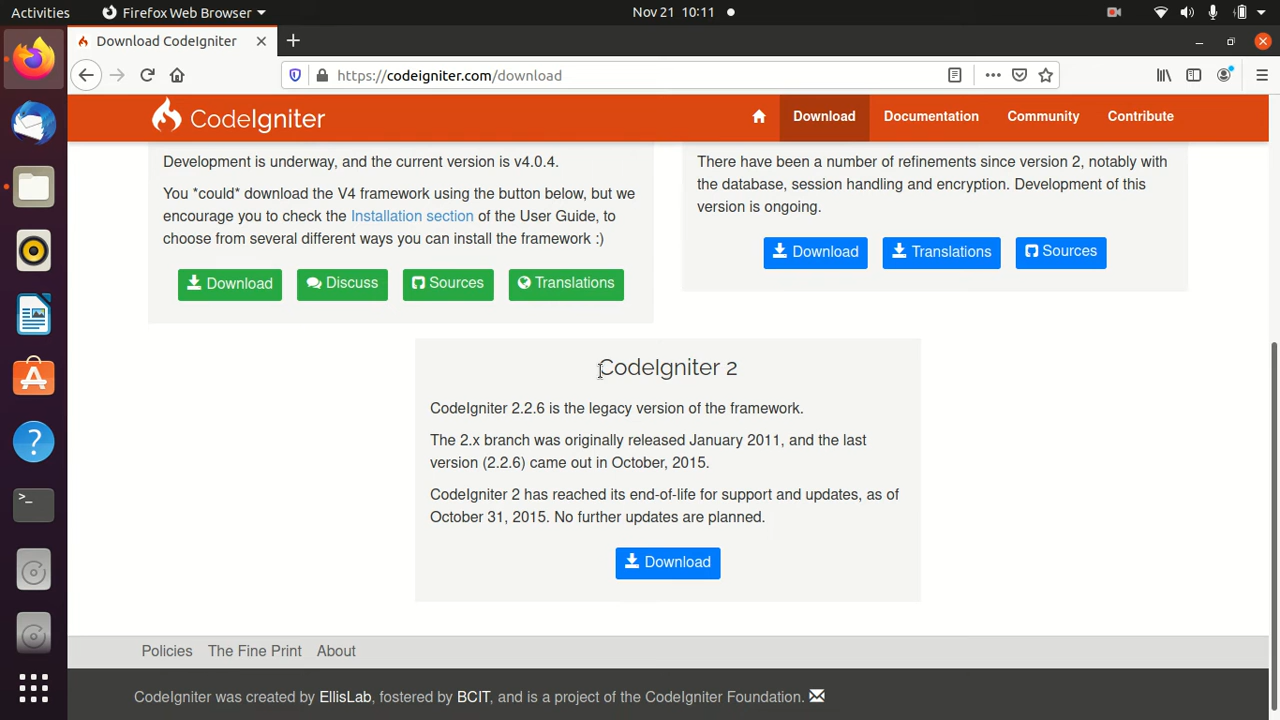 Activities Firefox Web Browser Nov 21 10:11
Download CodeIgniter
https://codeigniter.com/download
CodeIgniter Download Documentation Community Contribute
Development is underway, and the current version is v4.0.4.
You *could* download the V4 framework using the button below, but we
encourage you to check the Installation section of the User Guide, to
choose from several different ways you can install the framework :)
Download Discuss Sources Translations
There have been a number of refinements since version 2, notably with
the database, session handling and encryption. Development of this
version is ongoing.
Download Translations Sources
CodeIgniter 2
CodeIgniter 2.2.6 is the legacy version of the framework.
The 2.x branch was originally released January 2011, and the last
version (2.2.6) came out in October, 2015.
CodeIgniter 2 has reached its end-of-life for support and updates, as of
October 31, 2015. No further updates are planned.
Download
Policies The Fine Print About
CodeIgniter was created by EllisLab, fostered by BCIT, and is a project of the CodeIgniter Foundation.